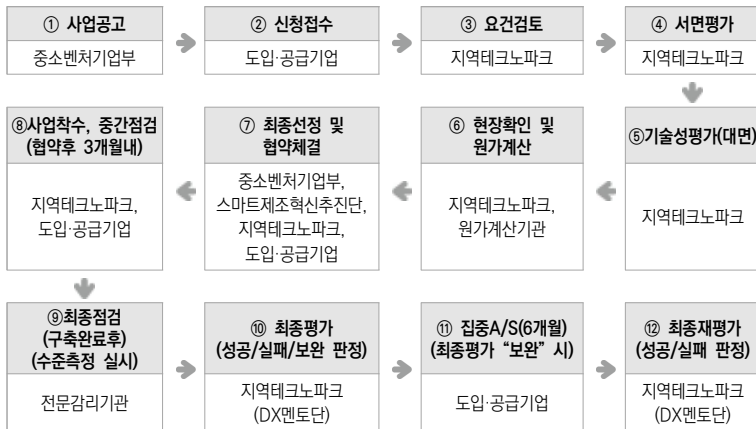 ① 사업공고
중소벤처기업부
② 신청접수
도입·공급기업
③ 요건검토
지역테크노파크
④ 서면평가
지역테크노파크
⑤기술성평가(대면)
지역테크노파크
⑥ 현장확인 및
원가계산
지역테크노파크,
원가계산기관
⑦ 최종선정 및
협약체결
중소벤처기업부,
스마트제조혁신추진단,
지역테크노파크,
도입·공급기업
⑧사업착수, 중간점검
(협약후 3개월내)
지역테크노파크,
도입·공급기업
⑨최종점검
(구축완료후)
(수준측정 실시)
전문감리기관
⑩ 최종평가
(성공/실패/보완 판정)
지역테크노파크
(DX멘토단)
⑪ 집중A/S(6개월)
(최종평가 “보완” 시)
도입·공급기업
⑫ 최종재평가
(성공/실패 판정)
지역테크노파크
(DX멘토단)